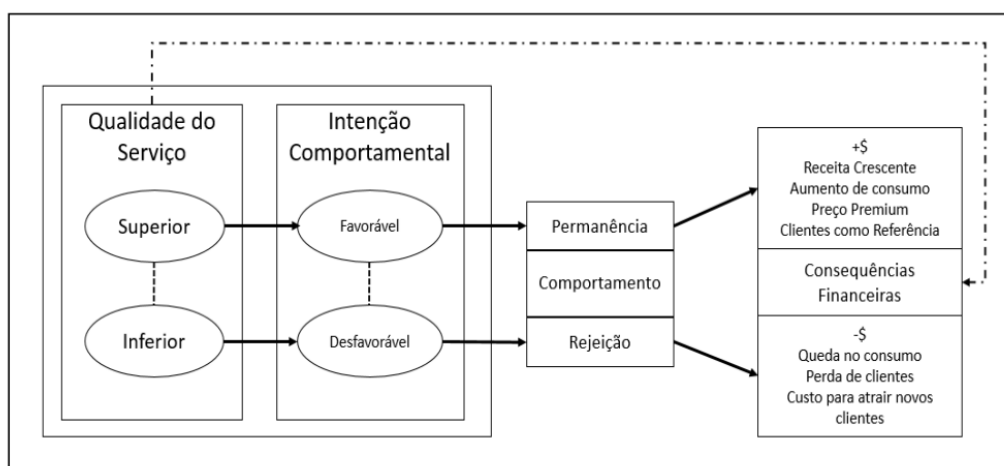 Qualidade do
Serviço
Superior
Inferior
Intenção
Comportamental
Favorável
Desfavorável
Permanência
Comportamento
Rejeição
+$
Receita Crescente
Aumento de consumo
Preço Premium
Clientes como Referência
Consequências
Financeiras
-$
Queda no consumo
Perda de clientes
Custo para atrair novos
clientes